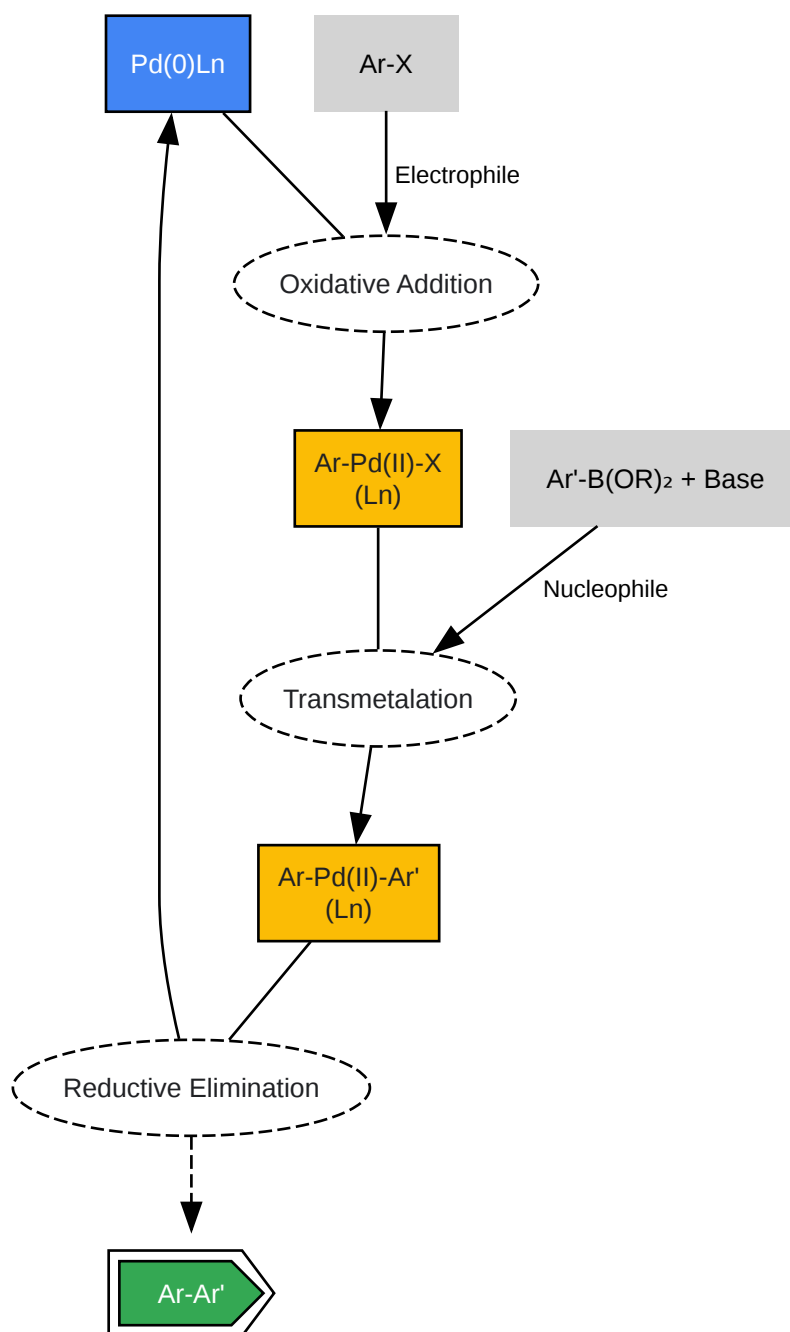 Pd(0)Ln
Ar-X
Electrophile
Oxidative Addition
Ar-Pd(II)-X
(Ln)
Ar'-B(OR)₂ + Base
Nucleophile
Transmetalation
Ar-Pd(II)-Ar'
(Ln)
Reductive Elimination
Ar-Ar'